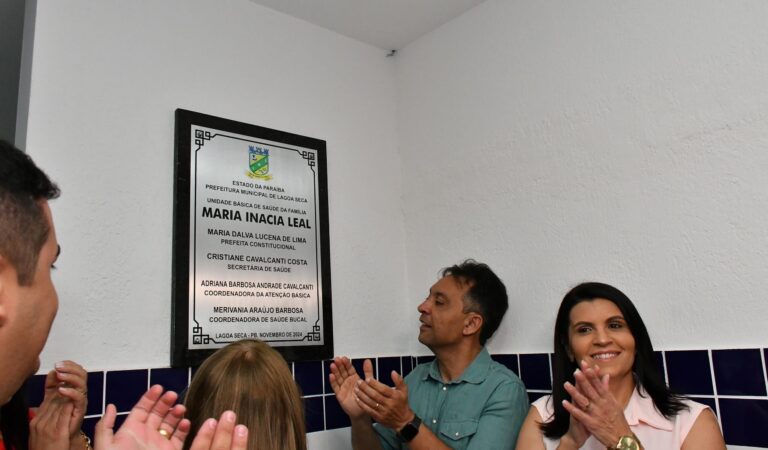 ESTADO DA PARAÍBA
PREFEITURA MUNICIPAL DE LAGOA SECA
UNIDADE BÁSICA DE SAÚDE DA FAMÍLIA
MARIA INACIA LEAL
MARIA DALVA LUCENA DE LIMA
PREFEITA CONSTITUCIONAL
CRISTIANE CAVALCANTI COSTA
SECRETÁRIA DE SAÚDE
ADRIANA BARBOSA ANDRADE CAVALCANTI
COORDENADORA DA ATENÇÃO BÁSICA
MERIVANIA ARAÚJO BARBOSA
COORDENADORA DE SAÚDE BUCAL
LAGOA SECA - PB, NOVEMBRO DE 2024